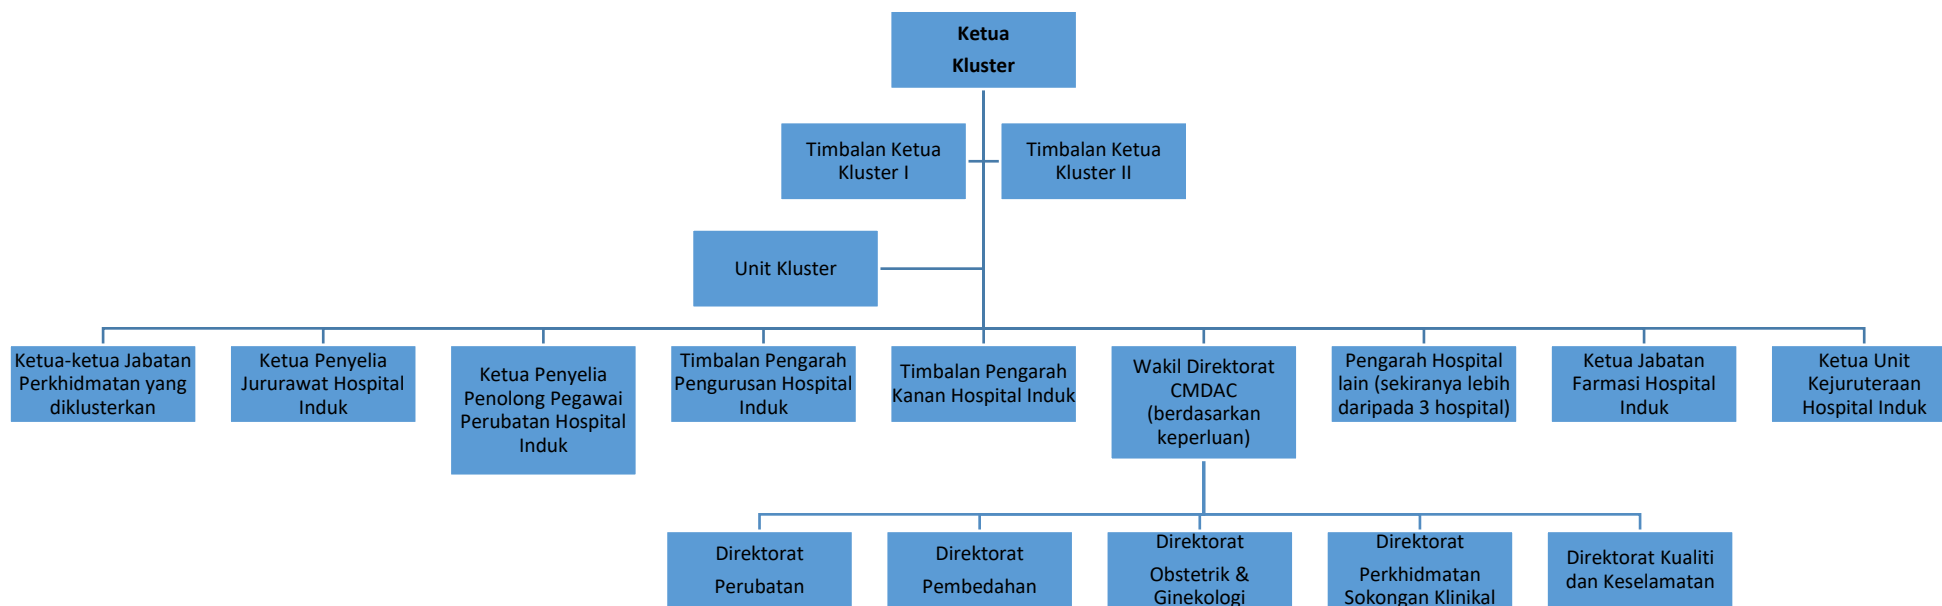 Ketua
Kluster
Timbalan Ketua
Kluster I
Timbalan Ketua
Kluster II
Unit Kluster
Ketua-ketua Jabatan
Perkhidmatan yang
diklusterkan
Ketua Penyelia
Jururawat Hospital
Induk
Ketua Penyelia
Penolong Pegawai
Perubatan Hospital
Induk
Timbalan Pengarah
Pengurusan Hospital
Induk
Timbalan Pengarah
Kanan Hospital Induk
Wakil Direktorat
CMDAC
(berdasarkan
keperluan)
Pengarah Hospital
lain (sekiranya lebih
daripada 3 hospital)
Ketua Jabatan
Farmasi Hospital
Induk
Ketua Unit
Kejuruteraan
Hospital Induk
Direktorat
Perubatan
Direktorat
Pembedahan
Direktorat
Obstetrik &
Ginekologi
Direktorat
Perkhidmatan
Sokongan Klinikal
Direktorat Kualiti
dan Keselamatan